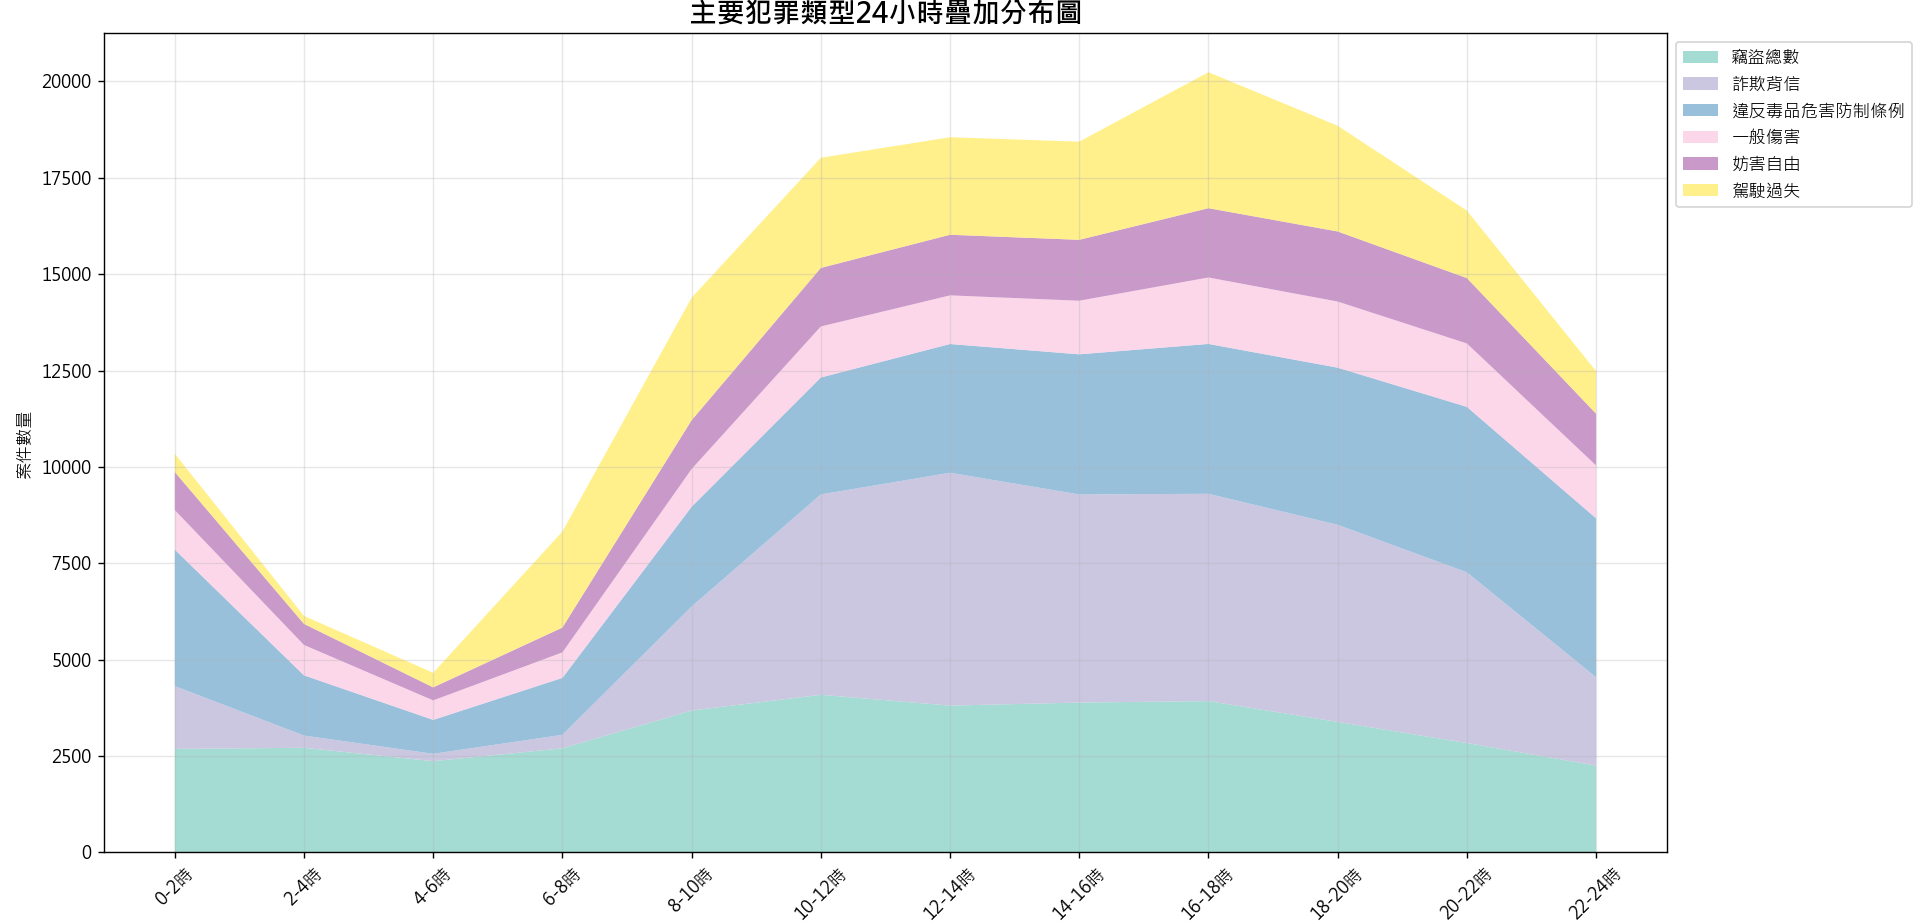 主要犯罪類型24小時疊加分布圖
竊盜總數
詐欺背信
違反毒品危害防制條例
一般傷害
妨害自由
駕駛過失
案件數量
20000
17500
15000
12500
10000
7500
5000
2500
0
0-2時
2-4時
4-6時
6-8時
8-10時
10-12時
12-14時
14-16時
16-18時
18-20時
20-22時
22-24時